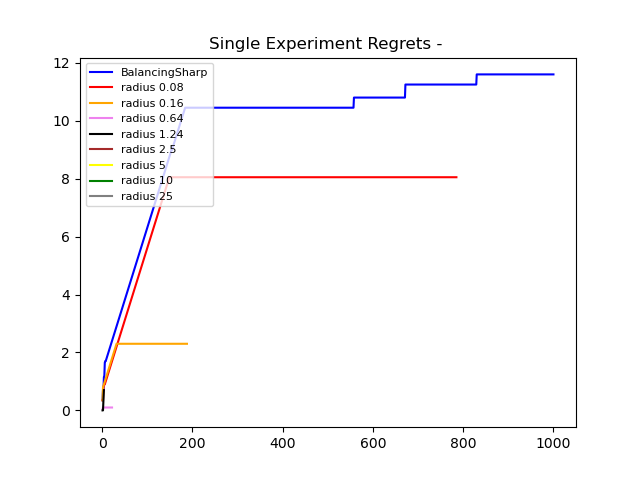 Single Experiment Regrets -
12
10
8
6
4
2
0
BalancingSharp
radius 0.08
radius 0.16
radius 0.64
radius 1.24
radius 2.5
radius 5
radius 10
radius 25
0 200 400 600 800 1000